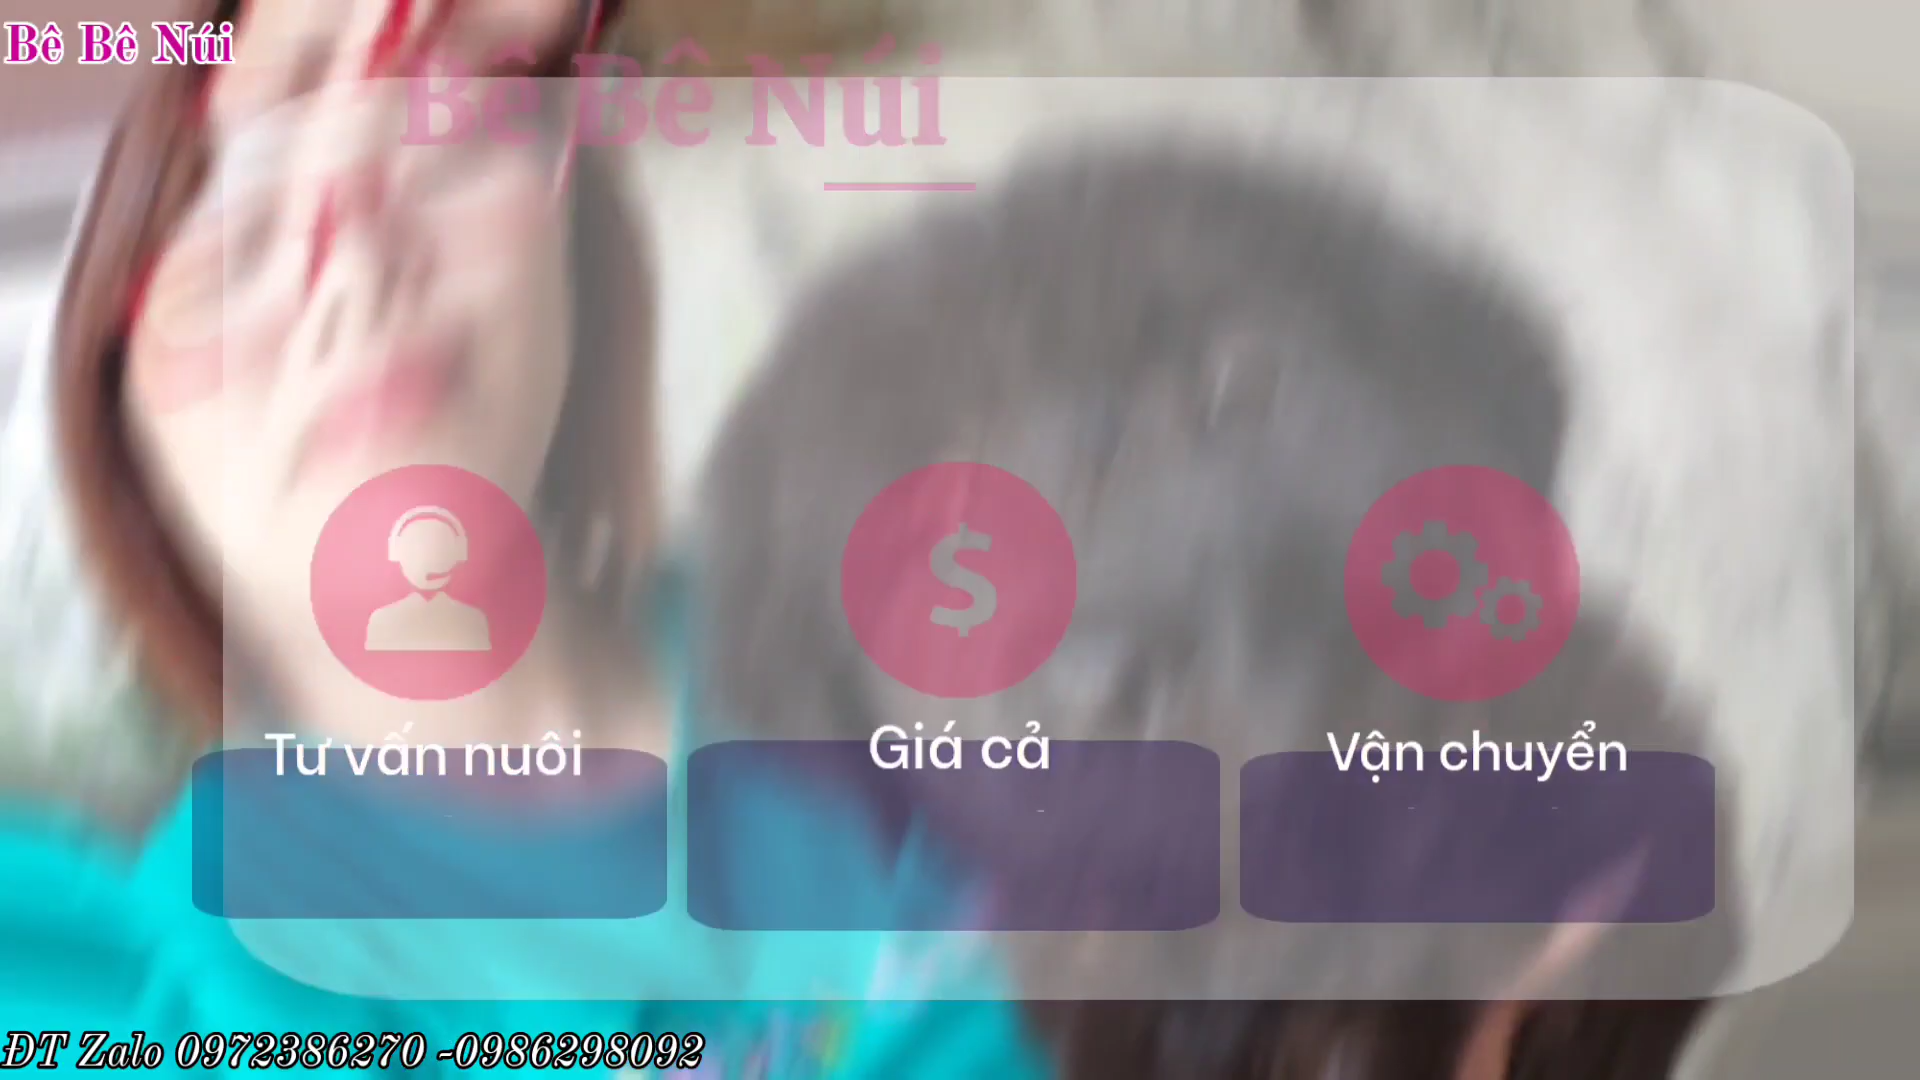 Bê Bê Núi
Bê Bê Núi
$
Tư vấn nuôi
Giá cả
Vận chuyển
ĐT Zalo 0972386270 -0986298092